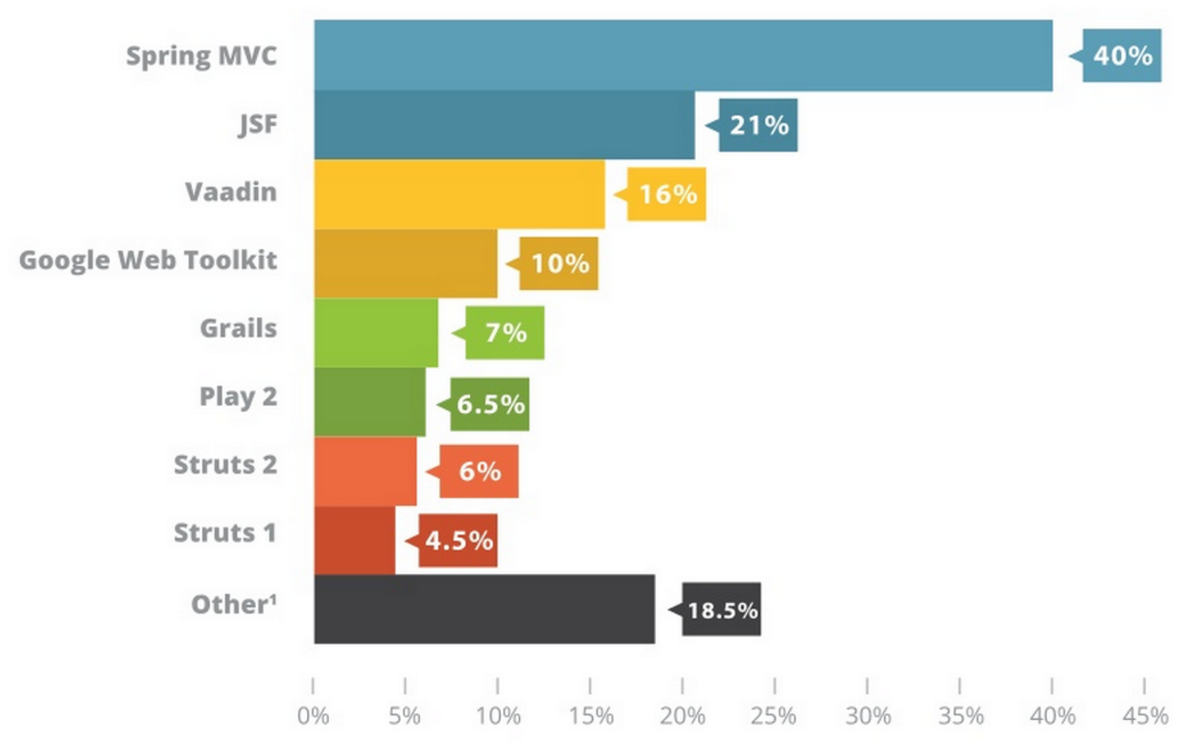 Spring MVC 40%
JSF 21%
Vaadin 16%
Google Web Toolkit 10%
Grails 7%
Play 2 6.5%
Struts 2 6%
Struts 1 4.5%
Other¹ 18.5%
0% 5% 10% 15% 20% 25% 30% 35% 40% 45%